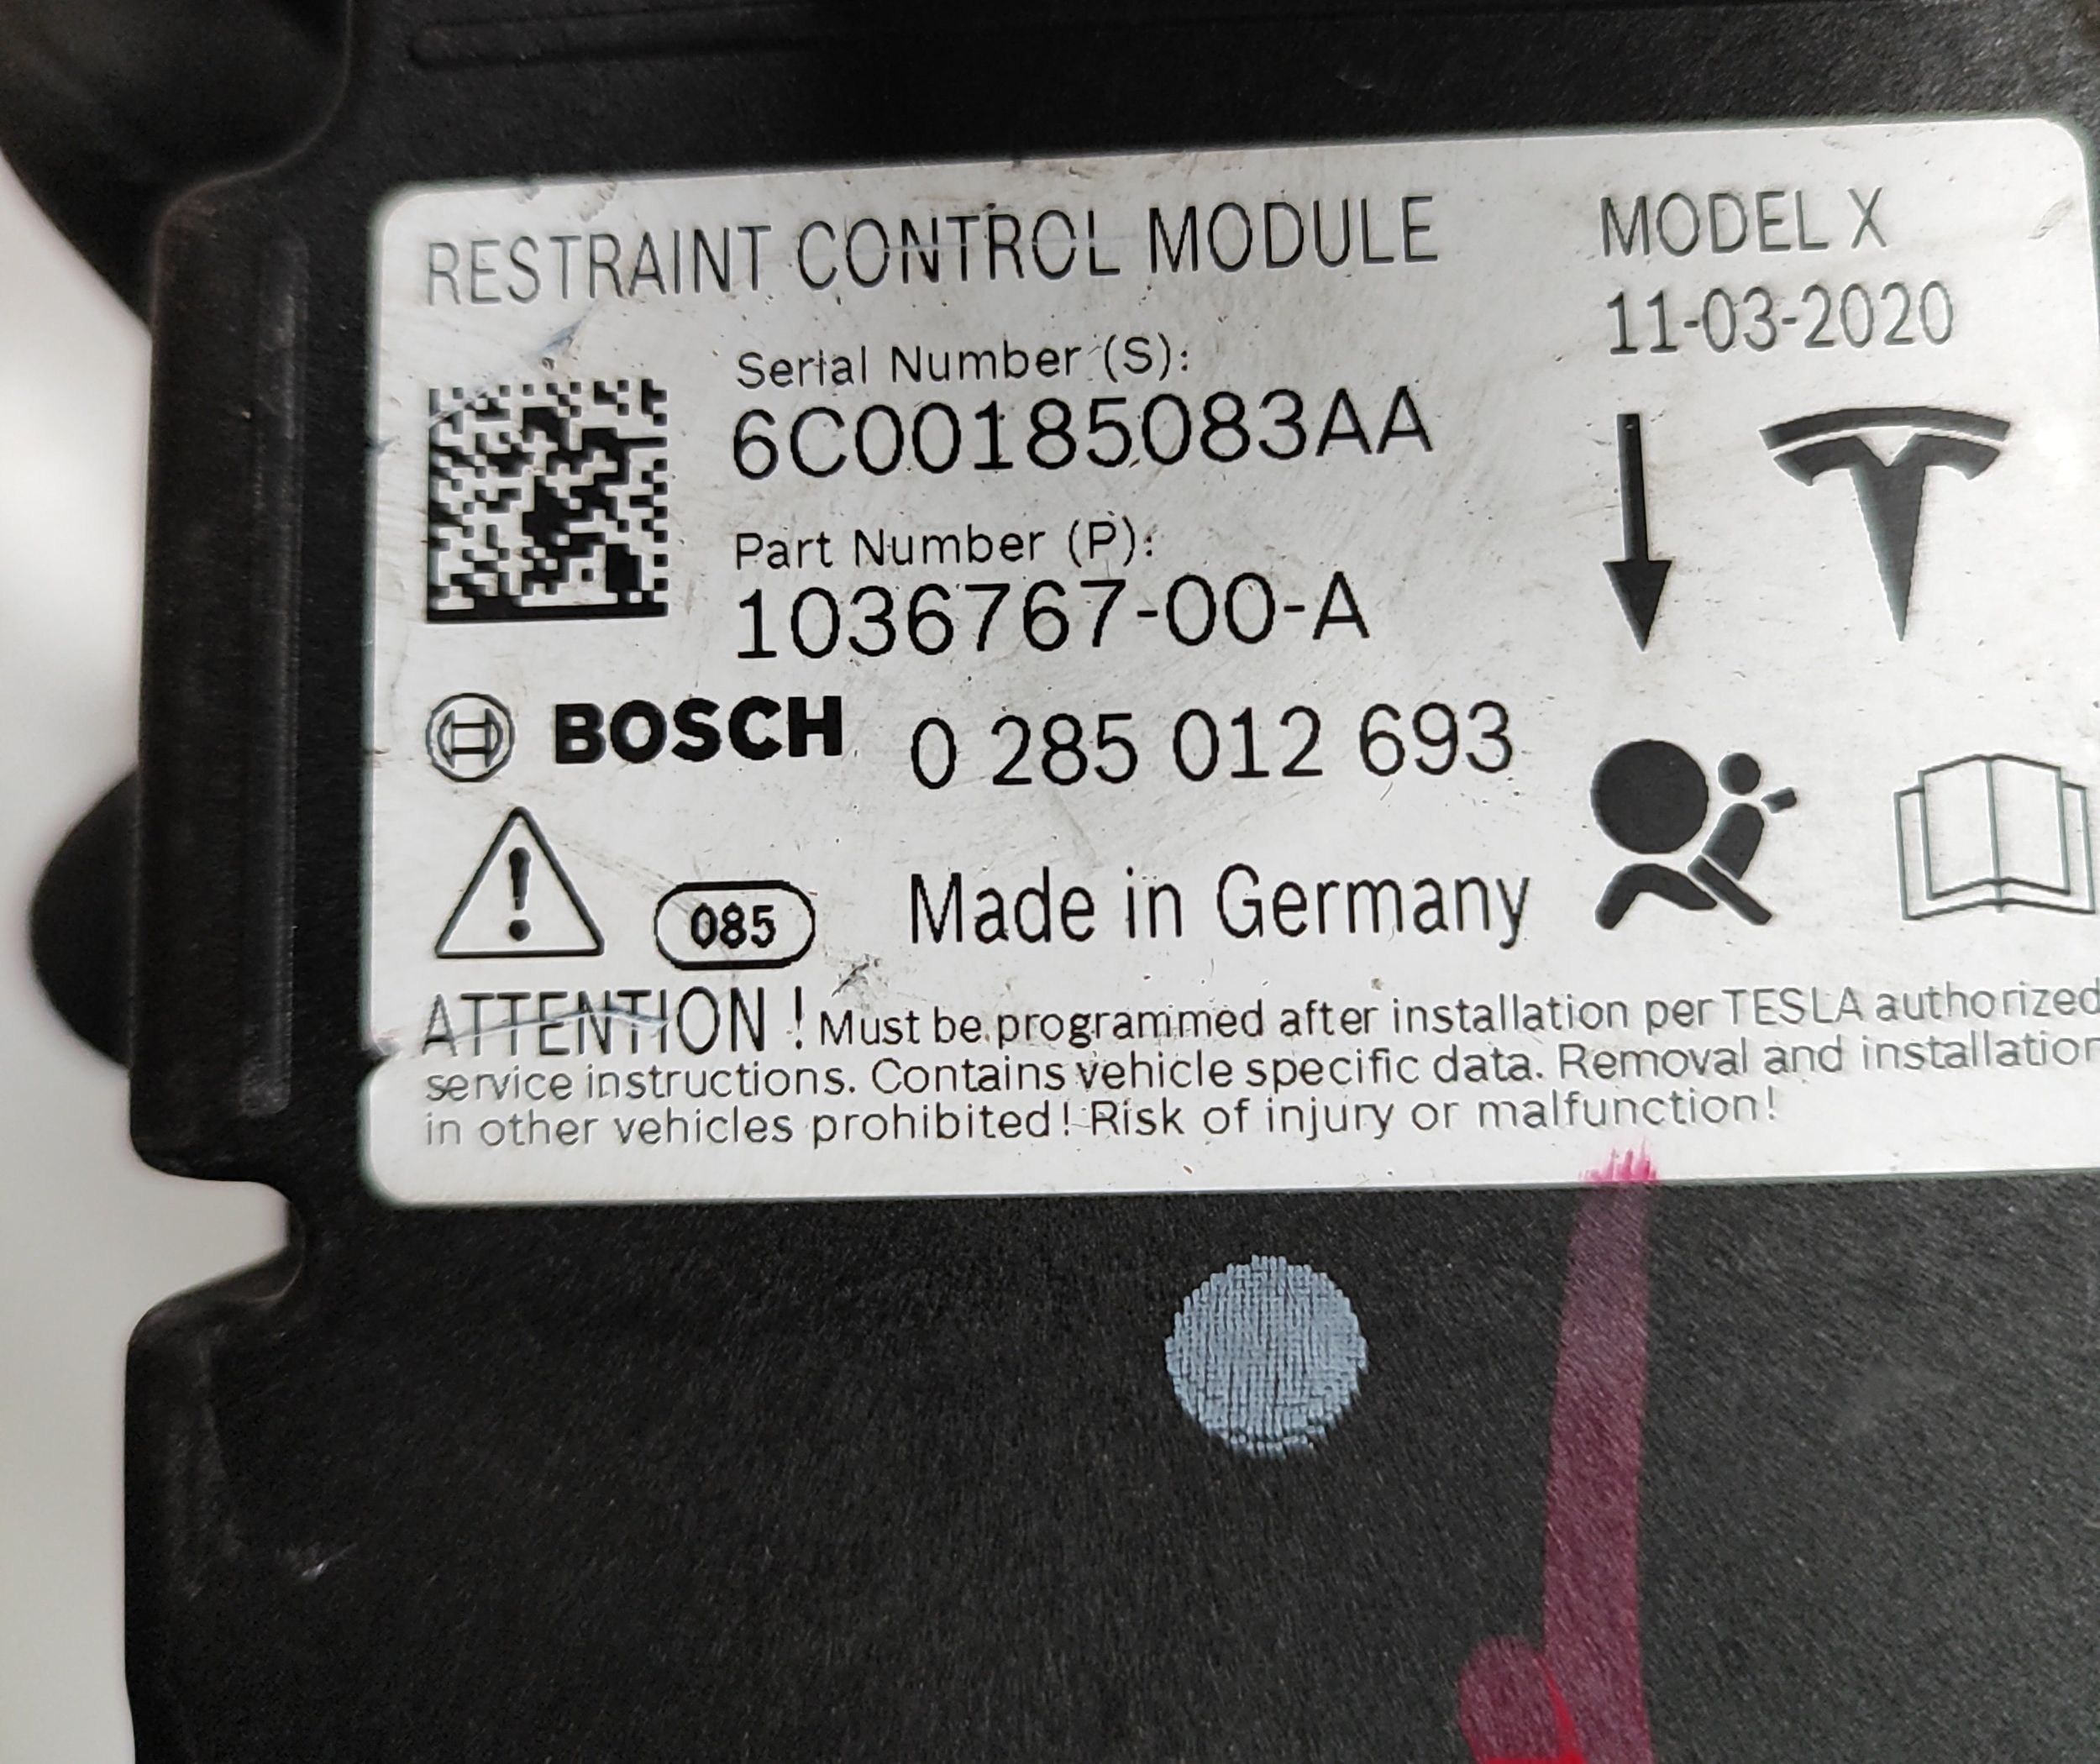 RESTRAINT CONTROL MODULE
MODEL X
11-03-2020
Serial Number (S):
6C00185083AA
Part Number (P):
1036767-00-A
BOSCH 0 285 012 693
085
Made in Germany
ATTENTION ! Must be programmed after installation per TESLA authorized
service instructions. Contains vehicle specific data. Removal and installation
in other vehicles prohibited! Risk of injury or malfunction!